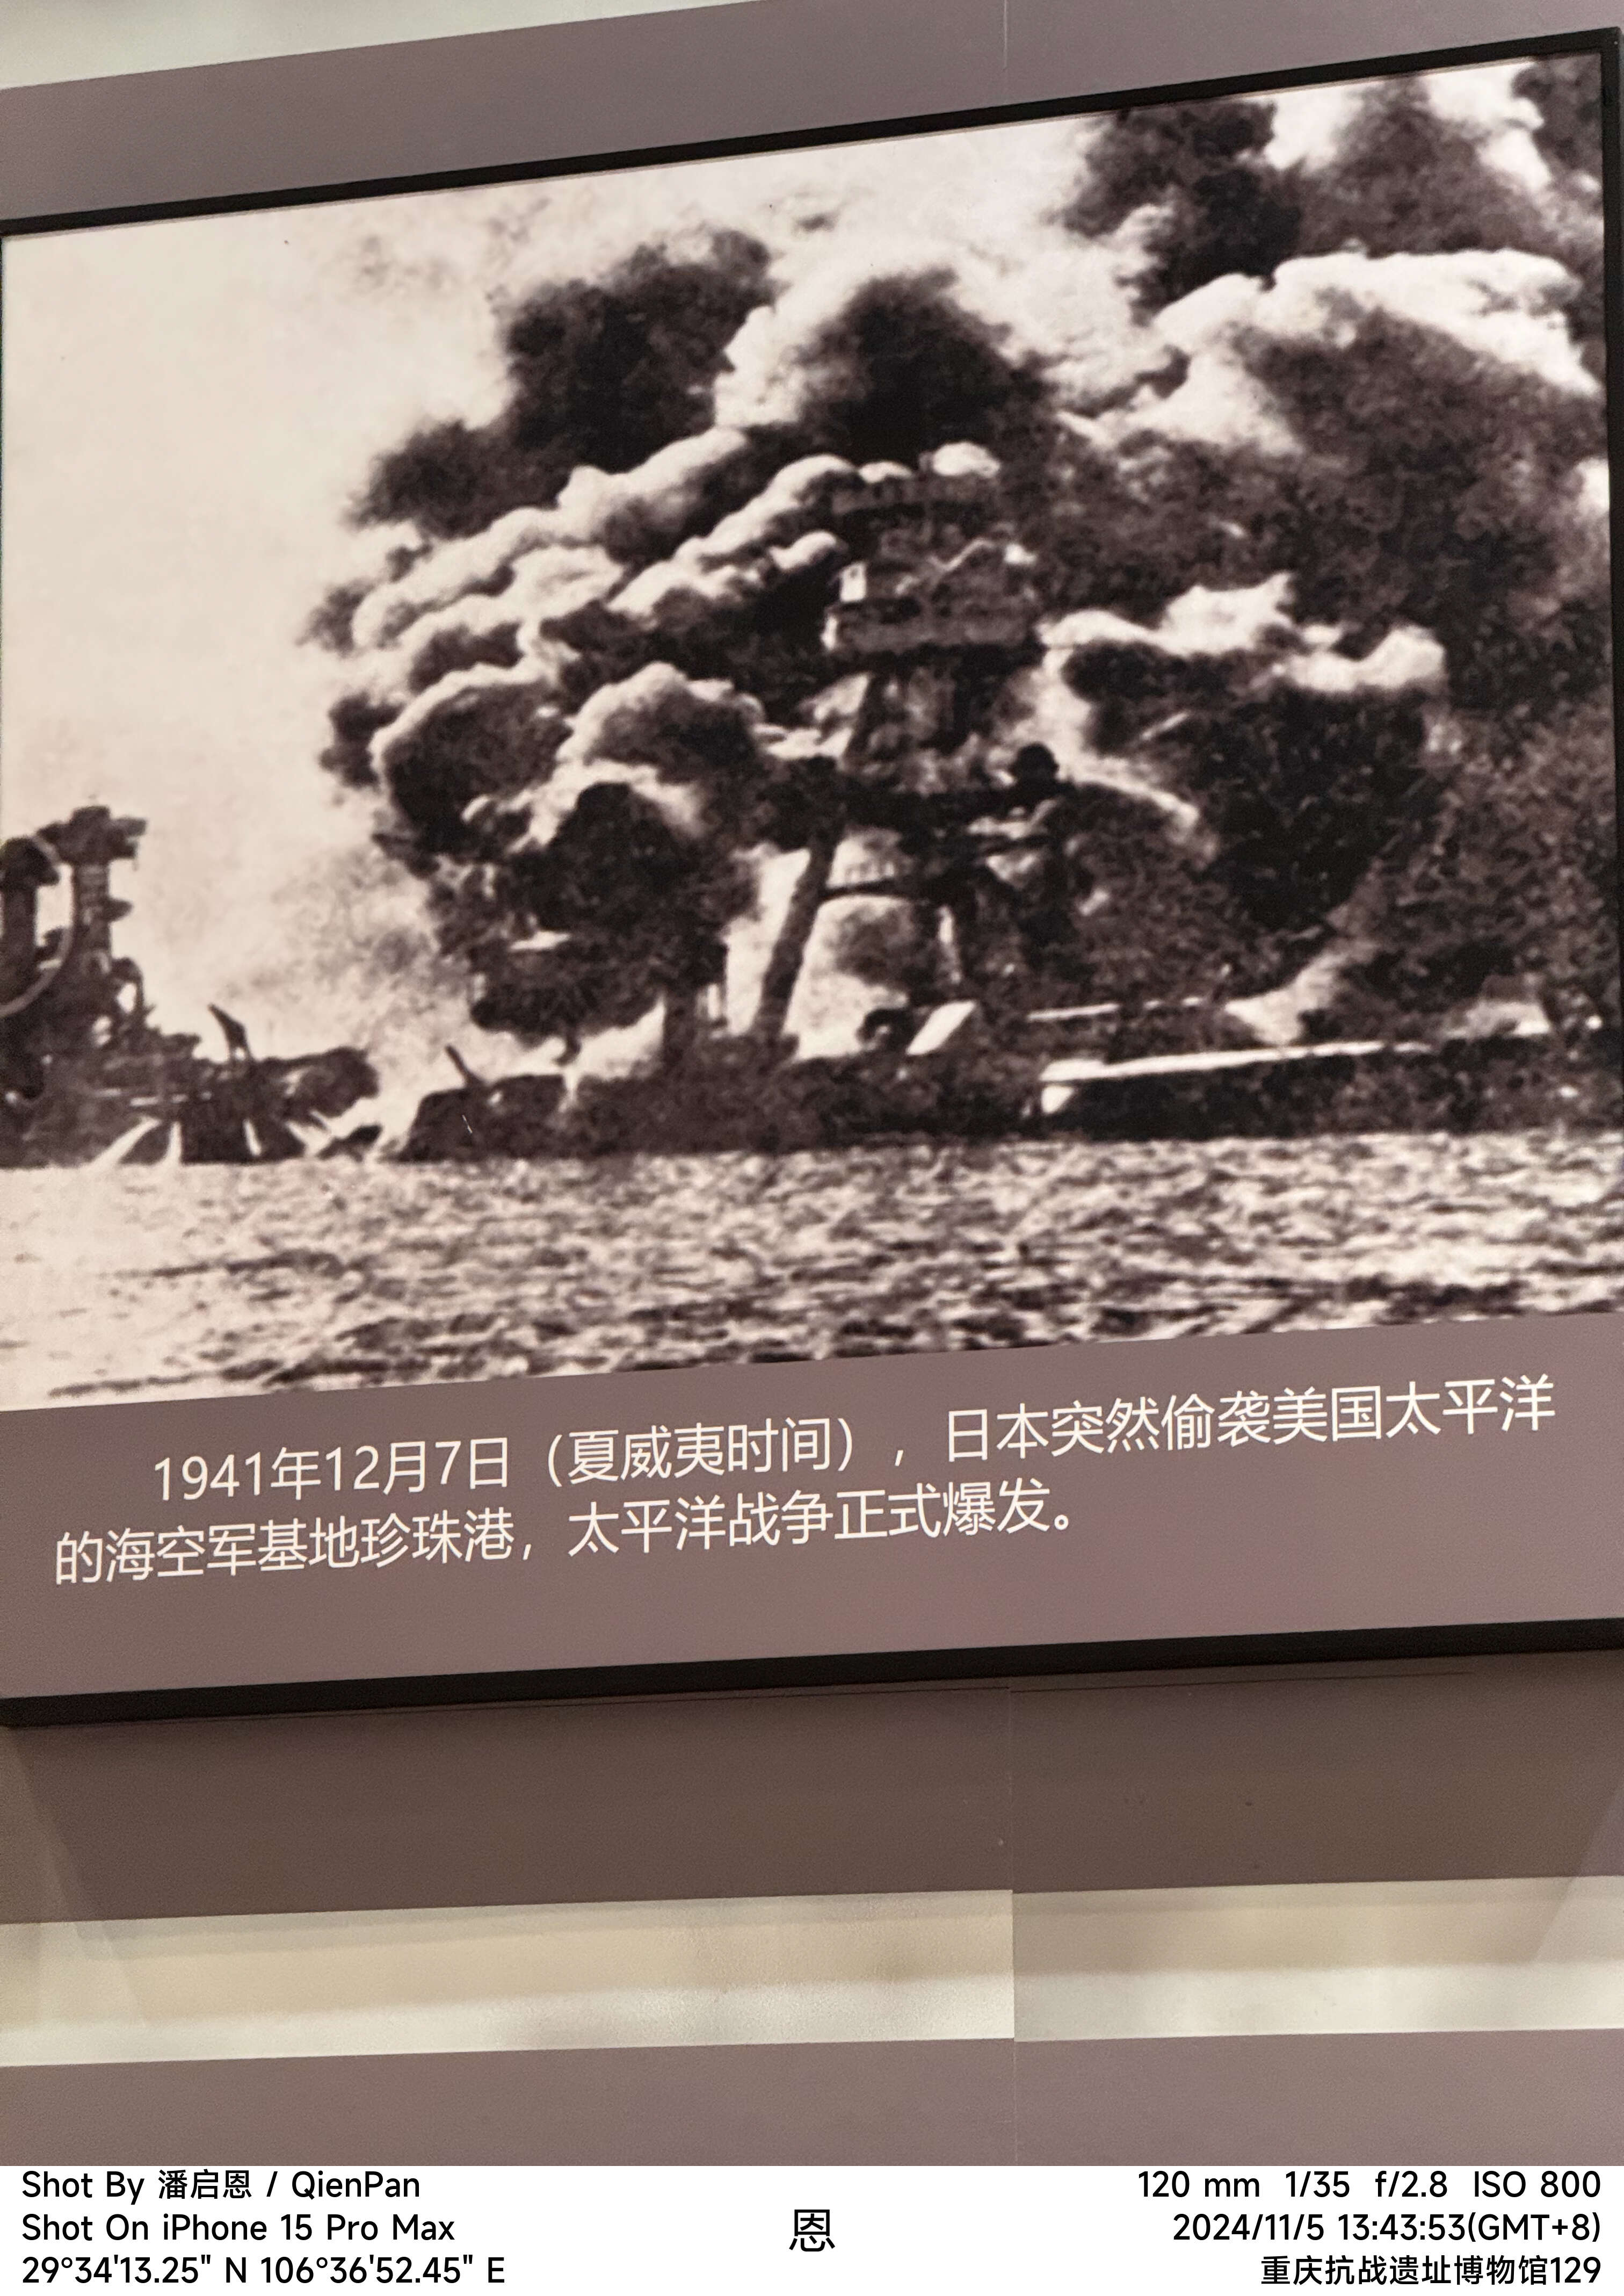 1941年12月7日（夏威夷时间），日本突然偷袭美国太平洋
的海空军基地珍珠港，太平洋战争正式爆发。
Shot By 潘启恩 / QienPan
Shot On iPhone 15 Pro Max
29°34'13.25" N 106°36'52.45" E
恩
120 mm 1/35 f/2.8 ISO 800
2024/11/5 13:43:53(GMT+8)
重庆抗战遗址博物馆129